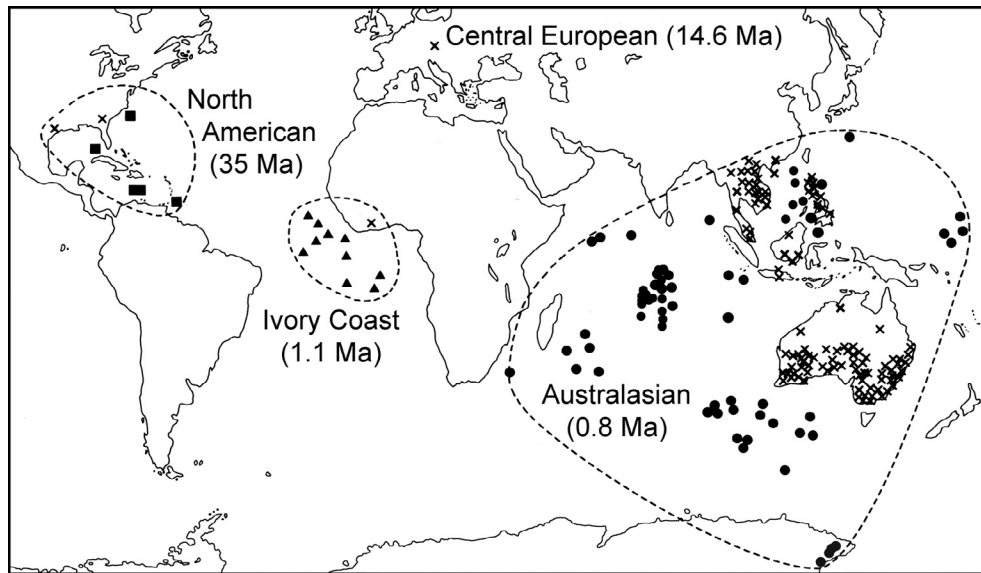 Central European (14.6 Ma)
North
American
(35 Ma)
Ivory Coast
(1.1 Ma)
Australasian
(0.8 Ma)